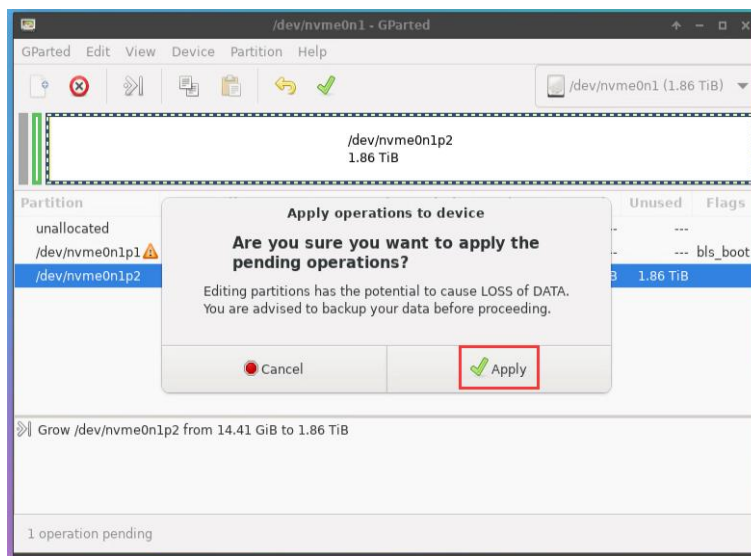 /dev/nvme0n1 - GParted
GParted Edit View Device Partition Help
/dev/nvme0n1 (1.86 TiB)
/dev/nvme0n1p2
1.86 TiB
Partition Unused Flags
unallocated ---
/dev/nvme0n1p1 --- bls_boot
/dev/nvme0n1p2 1.86 TiB
Apply operations to device
Are you sure you want to apply the
pending operations?
Editing partitions has the potential to cause LOSS of DATA.
You are advised to backup your data before proceeding.
Cancel Apply
Grow /dev/nvme0n1p2 from 14.41 GiB to 1.86 TiB
1 operation pending